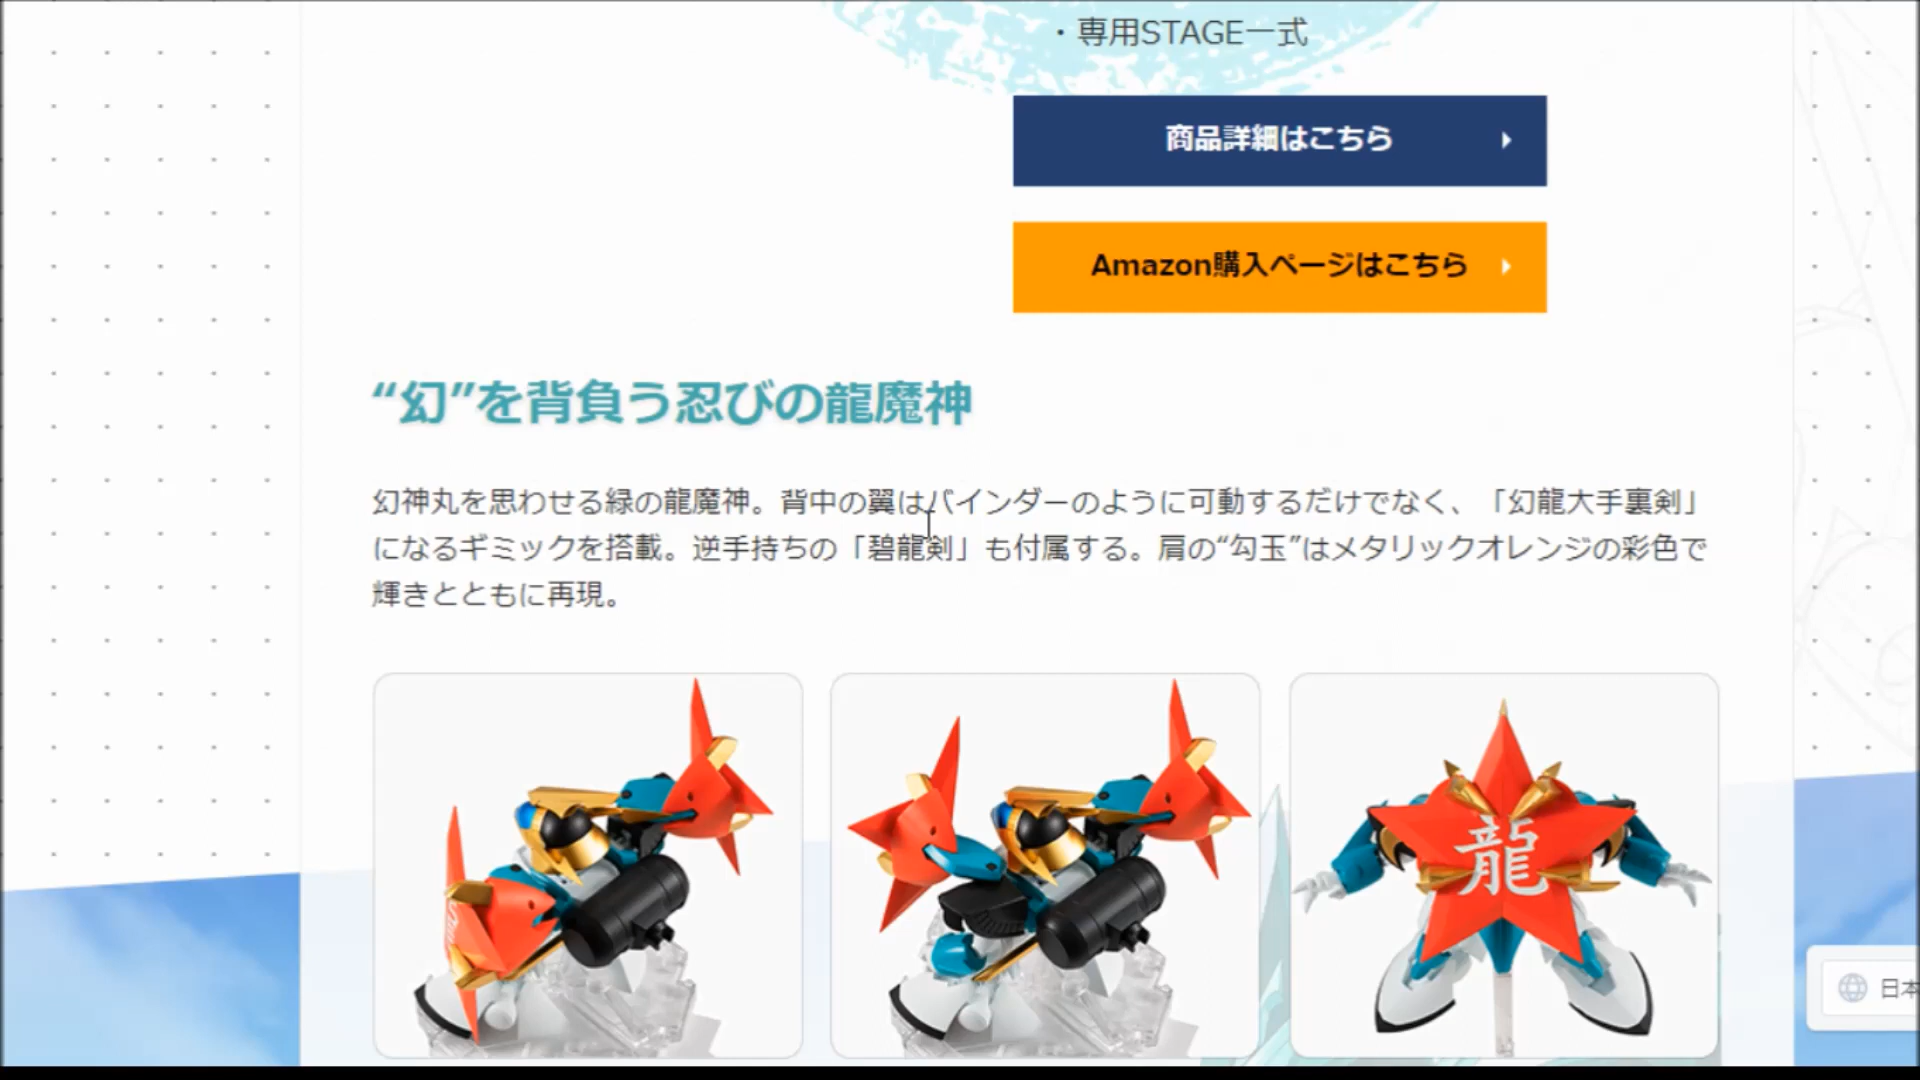 ・専用STAGE一式
商品詳細はこちら
Amazon購入ページはこちら
“幻”を背負う忍びの龍魔神
幻神丸を思わせる緑の龍魔神。背中の翼はバインダーのように可動するだけでなく、「幻龍大手裏剣」
になるギミックを搭載。逆手持ちの「碧龍剣」も付属する。肩の“勾玉”はメタリックオレンジの彩色で
輝きとともに再現。
龍
日本